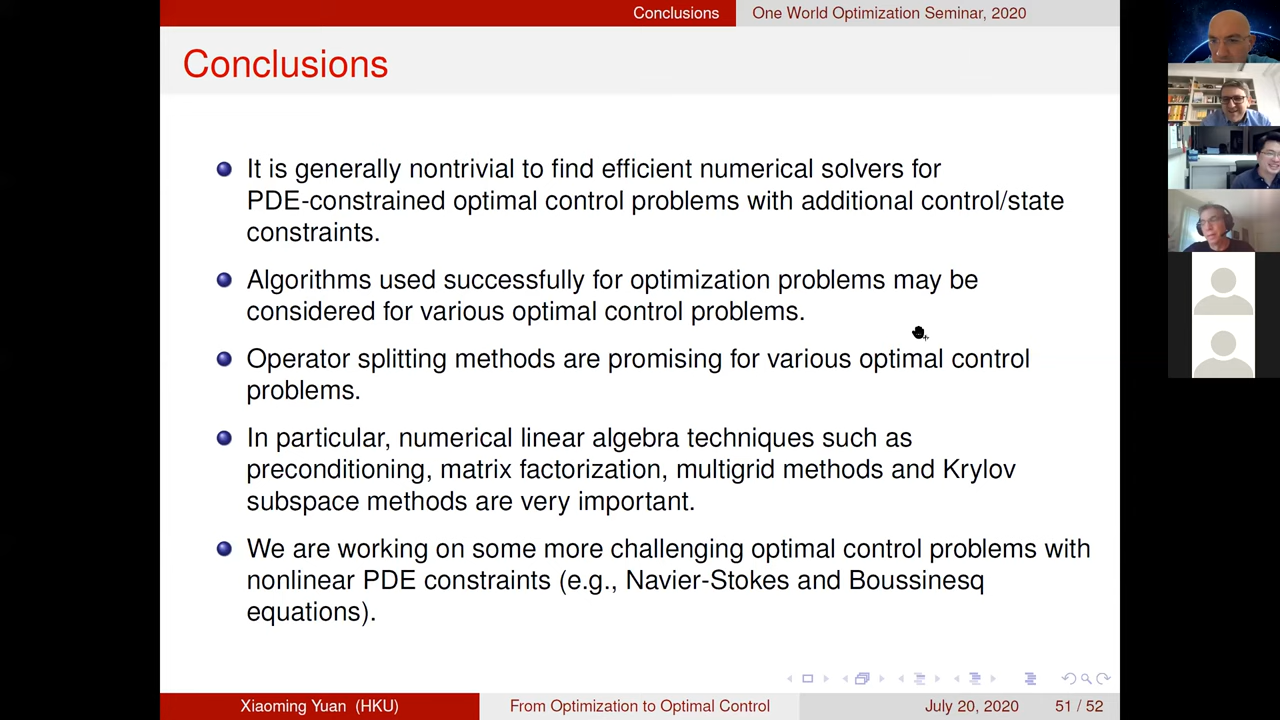 Conclusions
One World Optimization Seminar, 2020
Conclusions
It is generally nontrivial to find efficient numerical solvers for
PDE-constrained optimal control problems with additional control/state
constraints.
Algorithms used successfully for optimization problems may be
considered for various optimal control problems.
Operator splitting methods are promising for various optimal control
problems.
In particular, numerical linear algebra techniques such as
preconditioning, matrix factorization, multigrid methods and Krylov
subspace methods are very important.
We are working on some more challenging optimal control problems with
nonlinear PDE constraints (e.g., Navier-Stokes and Boussinesq
equations).
Xiaoming Yuan (HKU)
From Optimization to Optimal Control
July 20, 2020
51 / 52